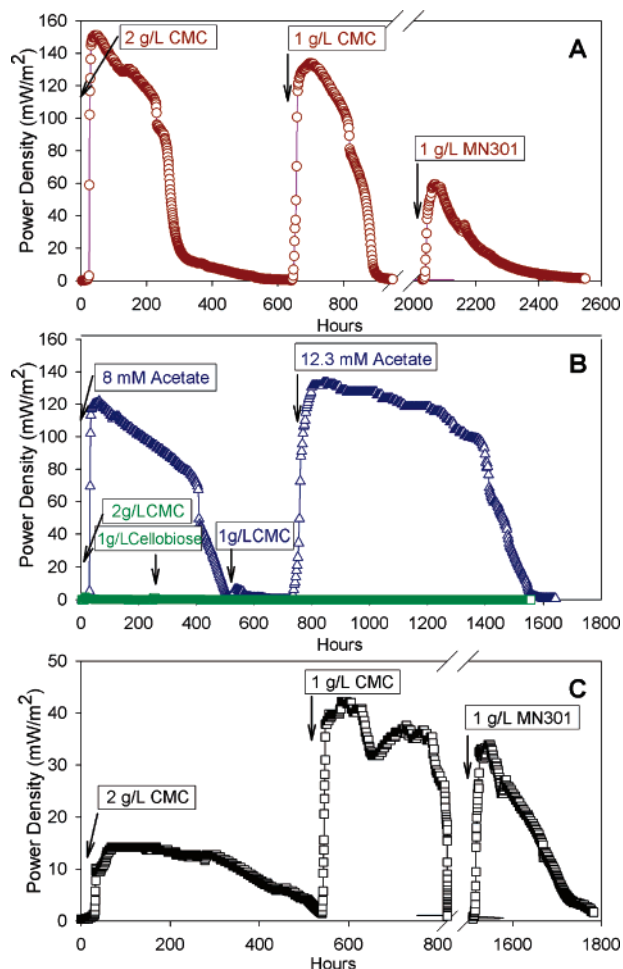 160
140
120
100
80
60
40
20
0
Power Density (mW/m²)
2 g/L CMC
1 g/L CMC
1 g/L MN301
A
0 200 400 600 800 2000 2200 2400 2600
Hours
160
140
120
100
80
60
40
20
0
Power Density (mW/m²)
8 mM Acetate
12.3 mM Acetate
B
2g/LCMC
1g/LCellobiose
1g/LCMC
0 200 400 600 800 1000 1200 1400 1600 1800
Hours
50
40
30
20
10
0
Power Density (mW/m²)
1 g/L CMC
C
1 g/L MN301
2 g/L CMC
0 200 400 600 800 1600 1800
Hours